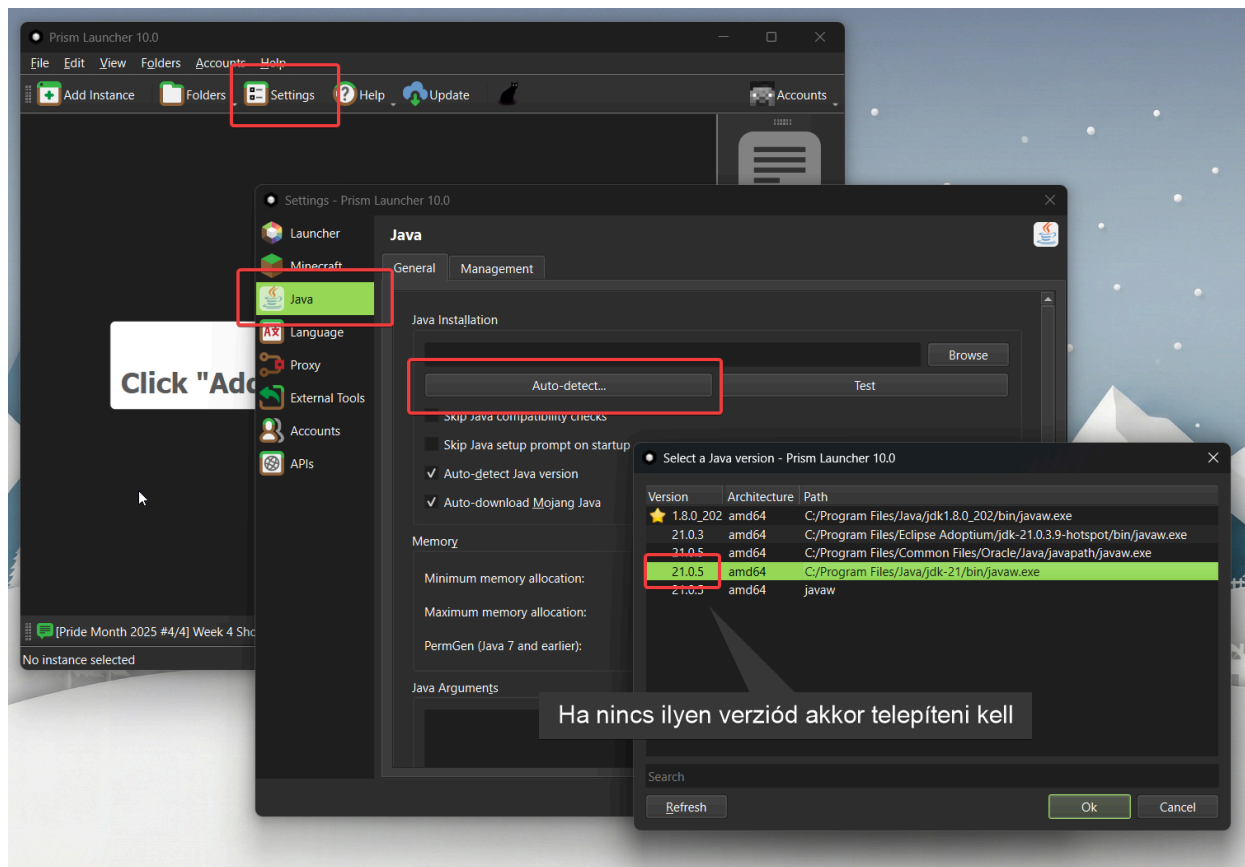 Prism Launcher 10.0
File Edit View Folders Accounts Help
Add Instance Folders Settings Help Update Accounts
Click "Add
[Pride Month 2025 #4/4] Week 4 Sho
No instance selected
Settings - Prism Launcher 10.0
Launcher
Minecraft
Java
Language
Proxy
External Tools
Accounts
APIs
Java
General Management
Java Installation
Browse
Auto-detect... Test
Skip Java compatibility checks
Skip Java setup prompt on startup
Auto-detect Java version
Auto-download Mojang Java
Memory
Minimum memory allocation:
Maximum memory allocation:
PermGen (Java 7 and earlier):
Java Arguments
Select a Java version - Prism Launcher 10.0
Version Architecture Path
1.8.0_202 amd64 C:/Program Files/Java/jdk1.8.0_202/bin/javaw.exe
21.0.3 amd64 C:/Program Files/Eclipse Adoptium/jdk-21.0.3.9-hotspot/bin/javaw.exe
21.0.5 amd64 C:/Program Files/Common Files/Oracle/Java/javapath/javaw.exe
21.0.5 amd64 C:/Program Files/Java/jdk-21/bin/javaw.exe
21.0.5 amd64 javaw
Ha nincs ilyen verziód akkor telepíteni kell
Search
Refresh Ok Cancel